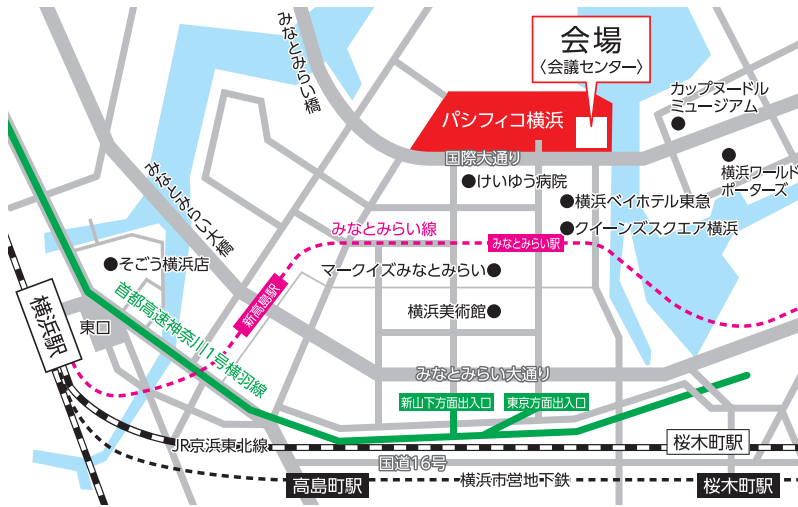 会場
〈会議センター〉
みなとみらい橋
カップヌードル
ミュージアム
パシフィコ横浜
国際大通り
横浜ワールド
ポーターズ
けいゆう病院
みなとみらい大橋
横浜ベイホテル東急
みなとみらい線
クイーンズスクエア横浜
みなとみらい駅
そごう横浜店
マークイズみなとみらい
新高島駅
横浜駅
東口
首都高速神奈川1号横羽線
横浜美術館
みなとみらい大通り
新山下方面出入口
東京方面出入口
JR京浜東北線
桜木町駅
国道16号
高島町駅
横浜市営地下鉄
桜木町駅